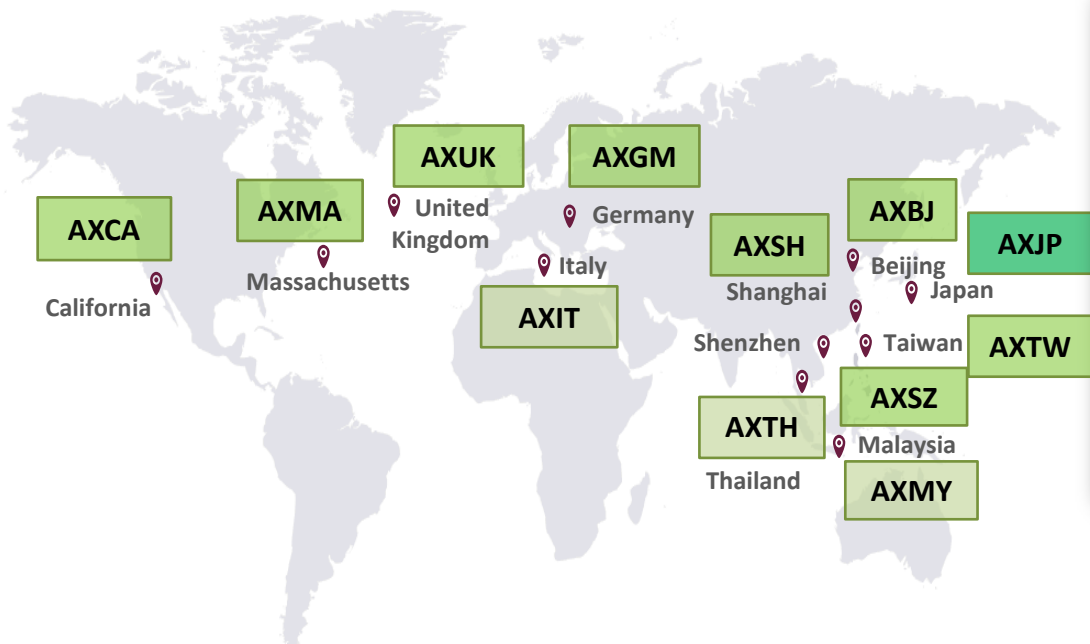 AXUK
AXGM
AXCA
AXMA
AXBJ
AXSH
AXJP
United
Kingdom
Germany
Massachusetts
Italy
Beijing
Shanghai
Japan
California
AXIT
Shenzhen
Taiwan
AXTW
AXSZ
AXTH
Malaysia
Thailand
AXMY